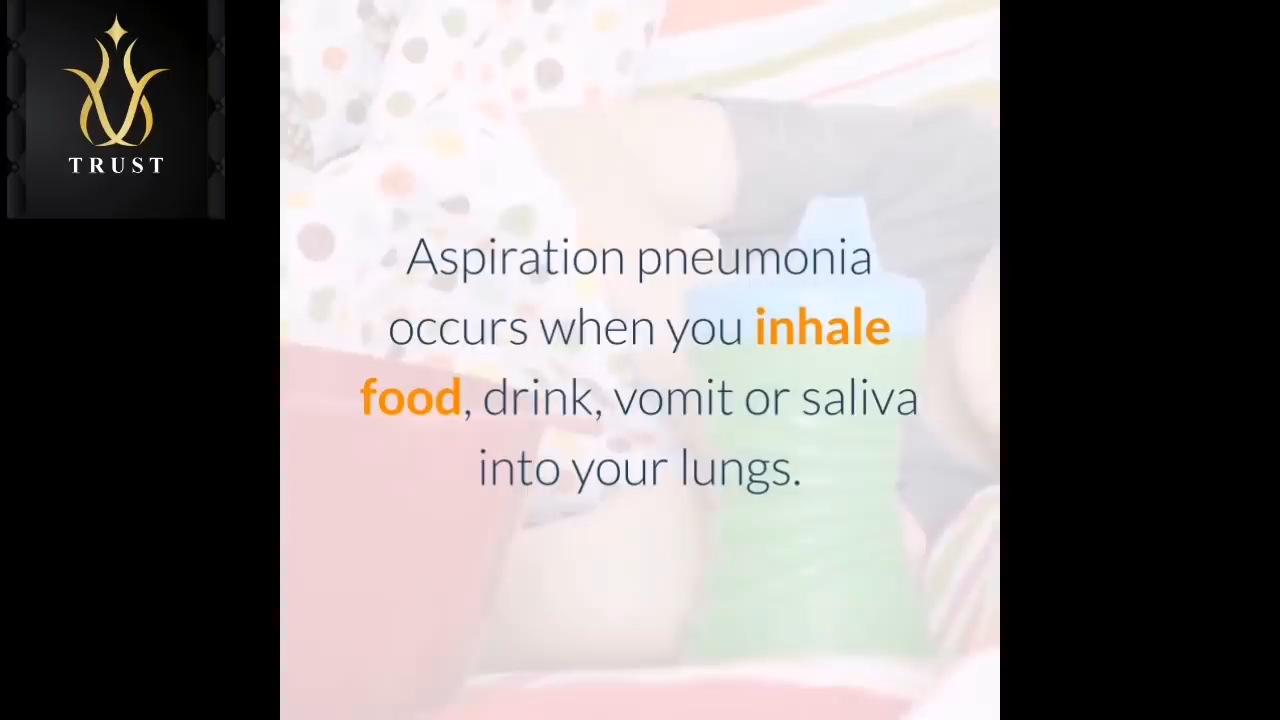 TRUST
Aspiration pneumonia
occurs when you inhale
food, drink, vomit or saliva
into your lungs.